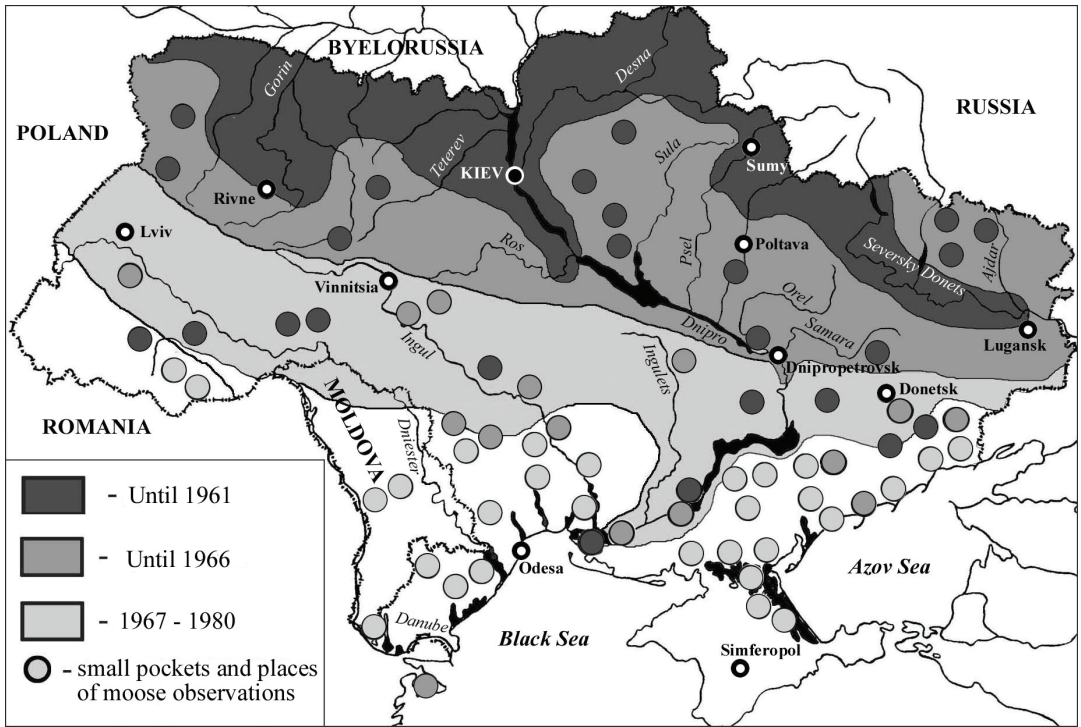 BYELORUSSIA
Desna
Gorin
RUSSIA
POLAND
Sula
Teterev
Sumy
KIEV
Rivne
Lviv
Ros
Psel
Poltava
Seversky Donets
Ajdar
Vinnitsia
Orel
Samara
Dnipro
Lugansk
Ingul
Ingulets
Dnipropetrovsk
Donetsk
MOLDOVA
ROMANIA
Dniester
- Until 1961
- Until 1966
- 1967 - 1980
- small pockets and places
of moose observations
Odesa
Azov Sea
Danube
Black Sea
Simferopol